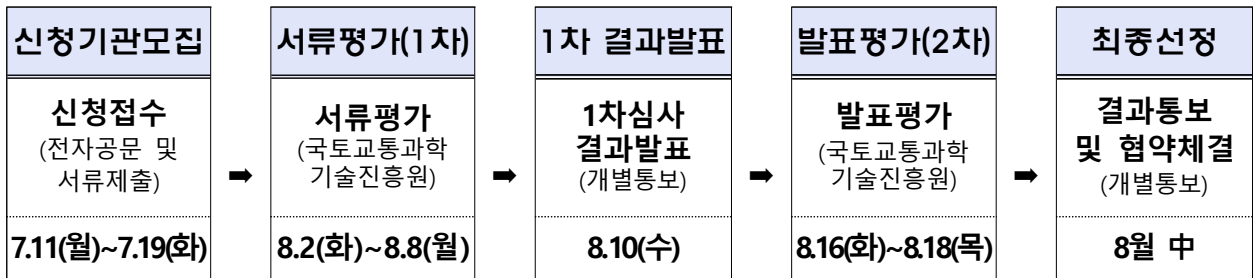 신청기관모집
신청접수
(전자공문 및
서류제출)
7.11(월)~7.19(화)
➡
서류평가(1차)
서류평가
(국토교통과학
기술진흥원)
8.2(화)~8.8(월)
➡
1차 결과발표
1차심사
결과발표
(개별통보)
8.10(수)
➡
발표평가(2차)
발표평가
(국토교통과학
기술진흥원)
8.16(화)~8.18(목)
➡
최종선정
결과통보
및 협약체결
(개별통보)
8월 中